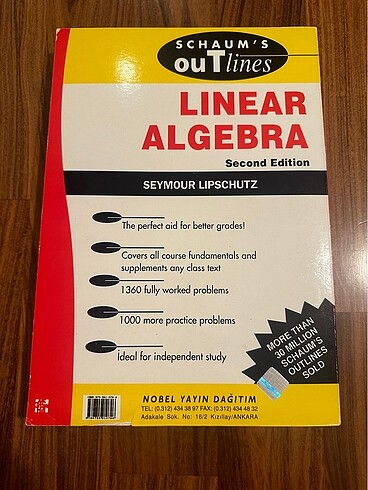 SCHAUM'S
ouTlines
LINEAR
ALGEBRA
Second Edition
SEYMOUR LIPSCHUTZ
The perfect aid for better grades!
Covers all course fundamentals and
supplements any class text
1360 fully worked problems
1000 more practice problems
Ideal for independent study
MORE THAN
30 MILLION
SCHAUM'S
OUTLINES
SOLD
NOBEL YAYIN DAĞITIM
TEL: (0.312) 434 38 97 FAX: (0.312) 434 48 32
Adakale Sok. No: 16/2 Kızılay/ANKARA